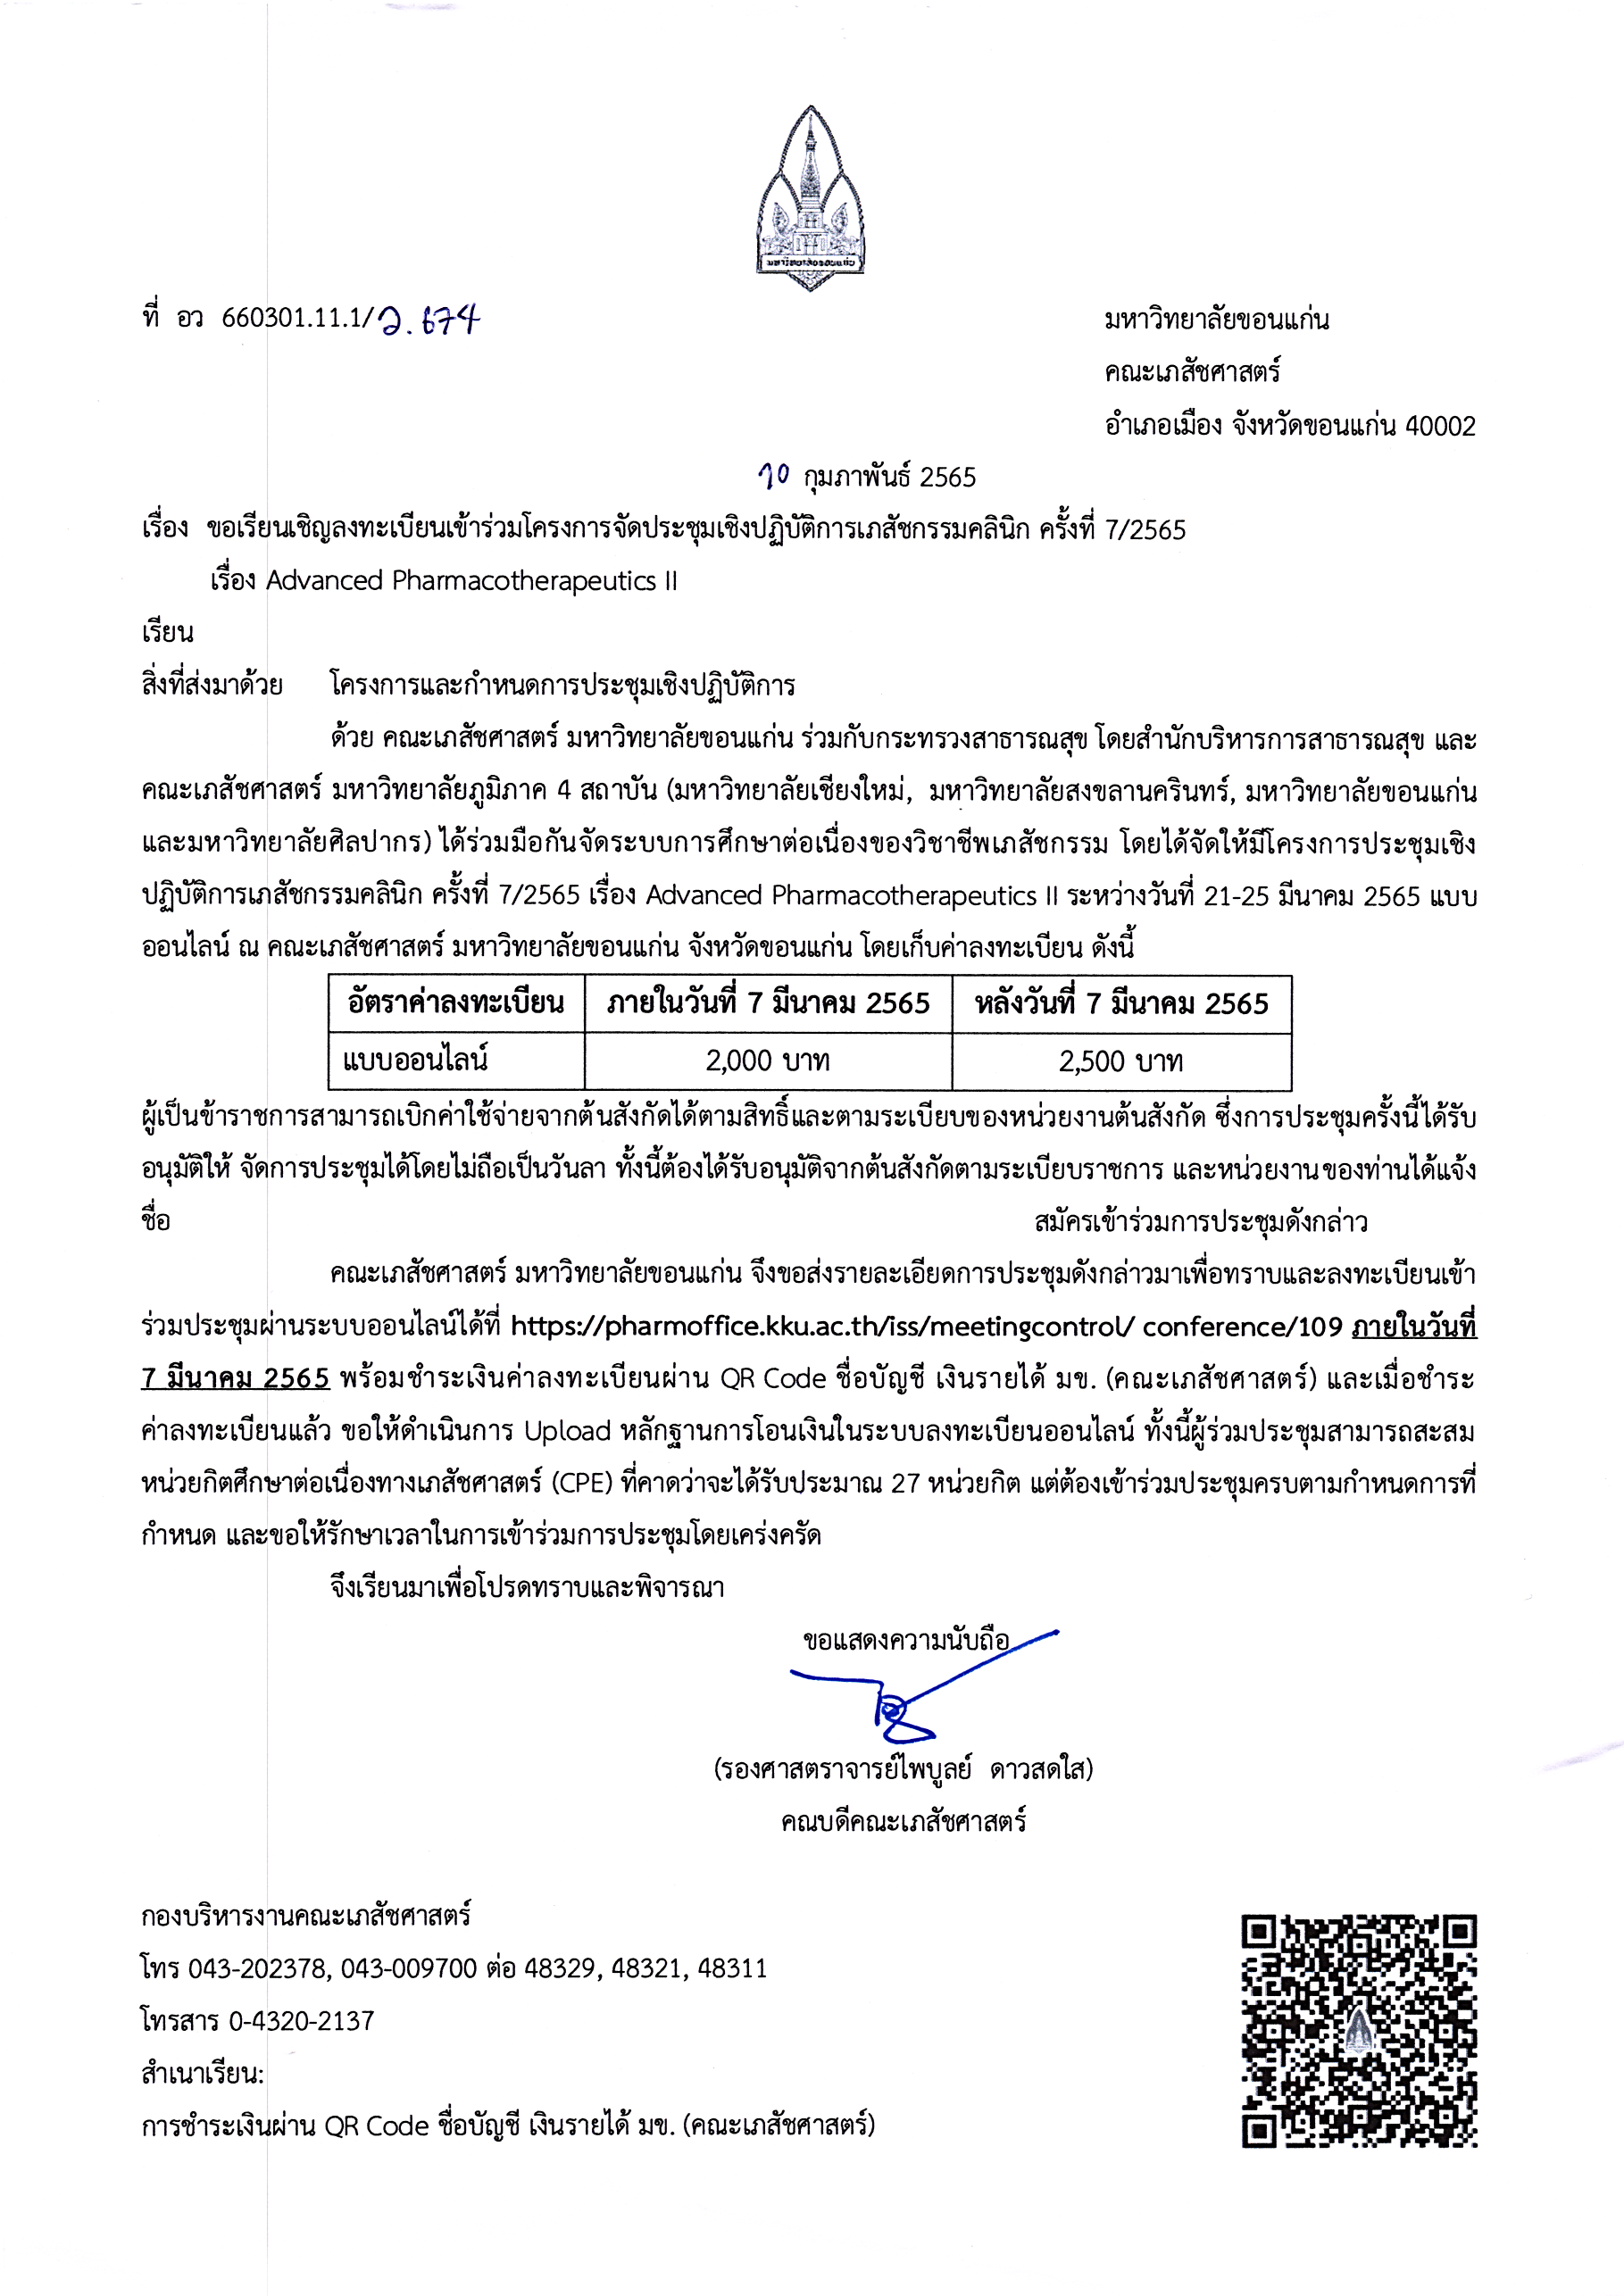 มหาวิทยาลัยขอนแก่น
ที่ อว 660301.11.1/ว.674
มหาวิทยาลัยขอนแก่น
คณะเภสัชศาสตร์
อำเภอเมือง จังหวัดขอนแก่น 40002
10 กุมภาพันธ์ 2565
เรื่อง ขอเรียนเชิญลงทะเบียนเข้าร่วมโครงการจัดประชุมเชิงปฏิบัติการเภสัชกรรมคลินิก ครั้งที่ 7/2565
เรื่อง Advanced Pharmacotherapeutics II
เรียน
สิ่งที่ส่งมาด้วย โครงการและกำหนดการประชุมเชิงปฏิบัติการ
ด้วย คณะเภสัชศาสตร์ มหาวิทยาลัยขอนแก่น ร่วมกับกระทรวงสาธารณสุข โดยสำนักบริหารการสาธารณสุข และ
คณะเภสัชศาสตร์ มหาวิทยาลัยภูมิภาค 4 สถาบัน (มหาวิทยาลัยเชียงใหม่, มหาวิทยาลัยสงขลานครินทร์, มหาวิทยาลัยขอนแก่น
และมหาวิทยาลัยศิลปากร) ได้ร่วมมือกันจัดระบบการศึกษาต่อเนื่องของวิชาชีพเภสัชกรรม โดยได้จัดให้มีโครงการประชุมเชิง
ปฏิบัติการเภสัชกรรมคลินิก ครั้งที่ 7/2565 เรื่อง Advanced Pharmacotherapeutics II ระหว่างวันที่ 21-25 มีนาคม 2565 แบบ
ออนไลน์ ณ คณะเภสัชศาสตร์ มหาวิทยาลัยขอนแก่น จังหวัดขอนแก่น โดยเก็บค่าลงทะเบียน ดังนี้
อัตราค่าลงทะเบียน ภายในวันที่ 7 มีนาคม 2565 หลังวันที่ 7 มีนาคม 2565
แบบออนไลน์ 2,000 บาท 2,500 บาท
ผู้เป็นข้าราชการสามารถเบิกค่าใช้จ่ายจากต้นสังกัดได้ตามสิทธิ์และตามระเบียบของหน่วยงานต้นสังกัด ซึ่งการประชุมครั้งนี้ได้รับ
อนุมัติให้ จัดการประชุมได้โดยไม่ถือเป็นวันลา ทั้งนี้ต้องได้รับอนุมัติจากต้นสังกัดตามระเบียบราชการ และหน่วยงานของท่านได้แจ้ง
ชื่อ สมัครเข้าร่วมการประชุมดังกล่าว
คณะเภสัชศาสตร์ มหาวิทยาลัยขอนแก่น จึงขอส่งรายละเอียดการประชุมดังกล่าวมาเพื่อทราบและลงทะเบียนเข้า
ร่วมประชุมผ่านระบบออนไลน์ได้ที่ https://pharmoffice.kku.ac.th/iss/meetingcontrol/ conference/109 ภายในวันที่
7 มีนาคม 2565 พร้อมชำระเงินค่าลงทะเบียนผ่าน QR Code ชื่อบัญชี เงินรายได้ มข. (คณะเภสัชศาสตร์) และเมื่อชำระ
ค่าลงทะเบียนแล้ว ขอให้ดำเนินการ Upload หลักฐานการโอนเงินในระบบลงทะเบียนออนไลน์ ทั้งนี้ผู้ร่วมประชุมสามารถสะสม
หน่วยกิตศึกษาต่อเนื่องทางเภสัชศาสตร์ (CPE) ที่คาดว่าจะได้รับประมาณ 27 หน่วยกิต แต่ต้องเข้าร่วมประชุมครบตามกำหนดการที่
กำหนด และขอให้รักษาเวลาในการเข้าร่วมการประชุมโดยเคร่งครัด
จึงเรียนมาเพื่อโปรดทราบและพิจารณา
ขอแสดงความนับถือ
(รองศาสตราจารย์ไพบูลย์ ดาวสดใส)
คณบดีคณะเภสัชศาสตร์
กองบริหารงานคณะเภสัชศาสตร์
โทร 043-202378, 043-009700 ต่อ 48329, 48321, 48311
โทรสาร 0-4320-2137
สำเนาเรียน:
การชำระเงินผ่าน QR Code ชื่อบัญชี เงินรายได้ มข. (คณะเภสัชศาสตร์)